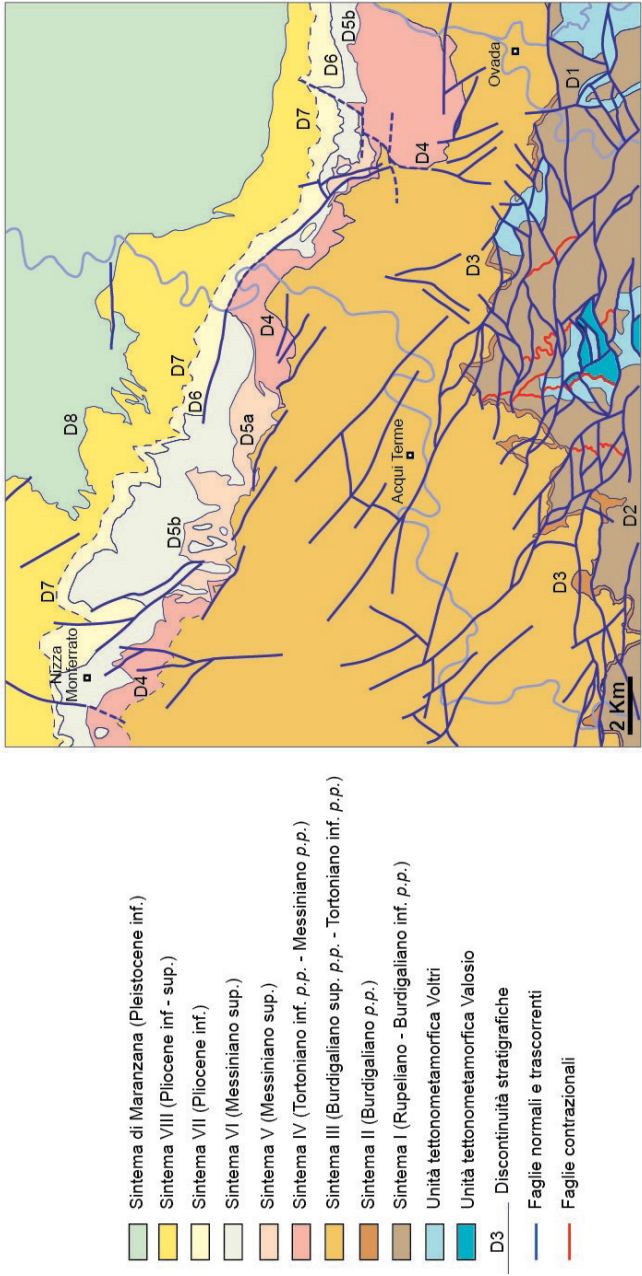 D8
D7
Nizza
Monferrato
D7
D6
D7
D6
D5b
D5b
D5a
D4
D4
D4
Acqui Terme
Ovada
D3
D3
D2
D1
2 Km
Sintema di Maranzana (Pleistocene inf.)
Sintema VIII (Pliocene inf - sup.)
Sintema VII (Pliocene inf.)
Sintema VI (Messiniano sup.)
Sintema V (Messiniano sup.)
Sintema IV (Tortoniano inf. p.p. - Messiniano p.p.)
Sintema III (Burdigaliano sup. p.p. - Tortoniano inf. p.p.)
Sintema II (Burdigaliano p.p.)
Sintema I (Rupeliano - Burdigaliano inf. p.p.)
Unità tettonometamorfica Voltri
Unità tettonometamorfica Valosio
D3 Discontinuità stratigrafiche
Faglie normali e trascorrenti
Faglie contrazionali